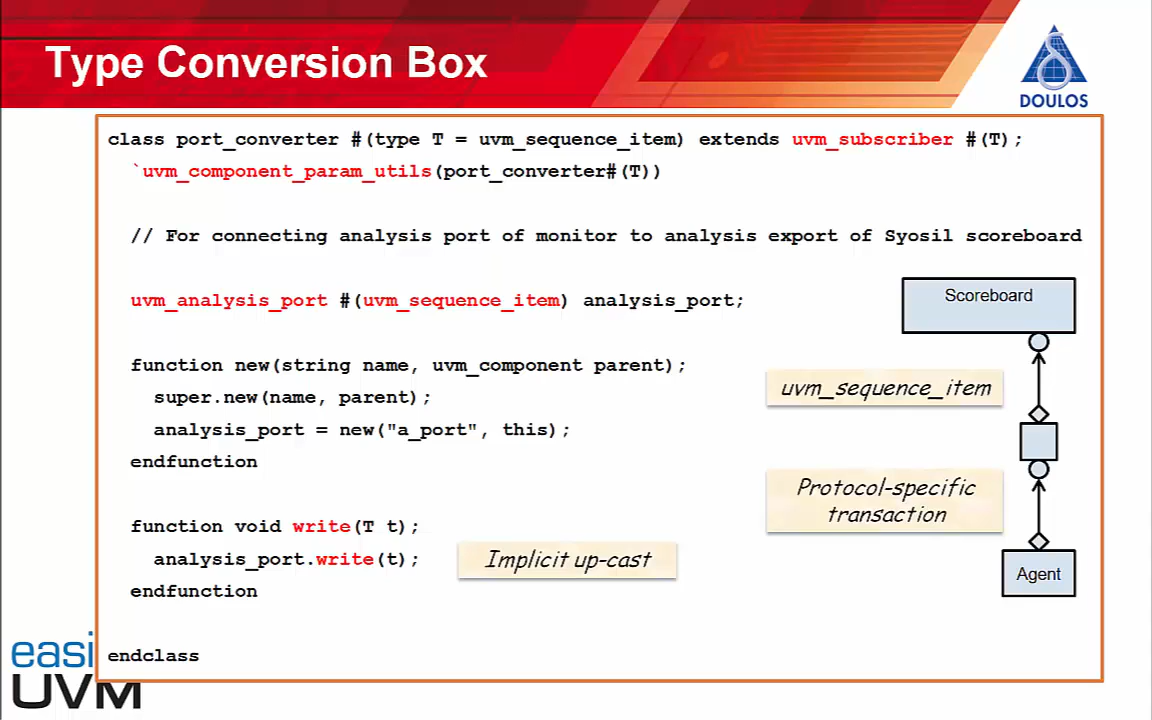 Type Conversion Box
DOULOS
class port_converter #(type T = uvm_sequence_item) extends uvm_subscriber #(T);
`uvm_component_param_utils(port_converter#(T))
// For connecting analysis port of monitor to analysis export of Syosil scoreboard
uvm_analysis_port #(uvm_sequence_item) analysis_port;
Scoreboard
function new(string name, uvm_component parent);
super.new(name, parent);
analysis_port = new("a_port", this);
endfunction
uvm_sequence_item
Protocol-specific
transaction
function void write(T t);
analysis_port.write(t);
Implicit up-cast
endfunction
Agent
endclass
easi
UVM